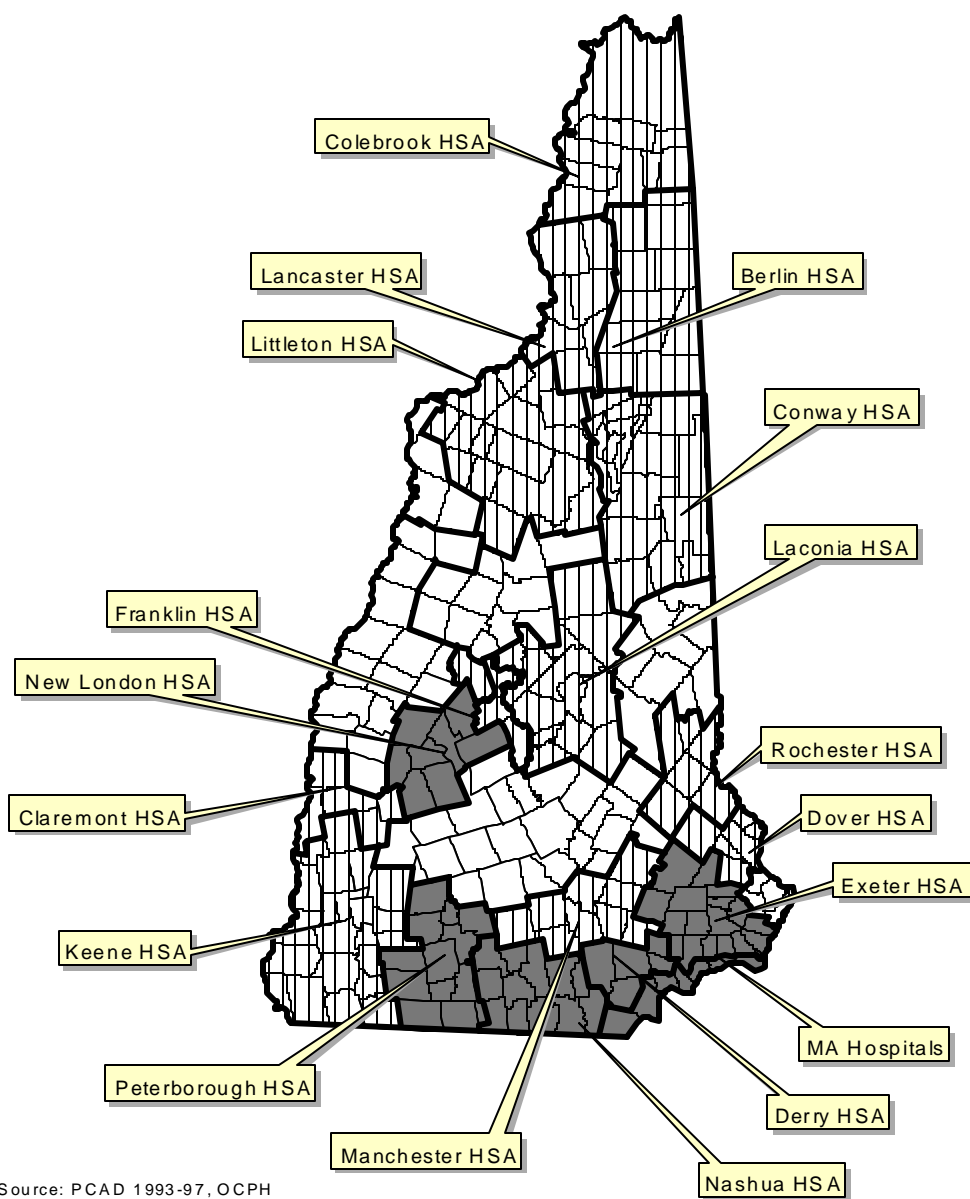 Colebrook HSA
Lancaster HSA
Berlin HSA
Littleton HSA
Conway HSA
Laconia HSA
Franklin HSA
New London HSA
Rochester HSA
Claremont HSA
Dover HSA
Exeter HSA
Keene HSA
MA Hospitals
Peterborough HSA
Derry HSA
Manchester HSA
Nashua HSA
Source: PCAD 1993-97, OCPH